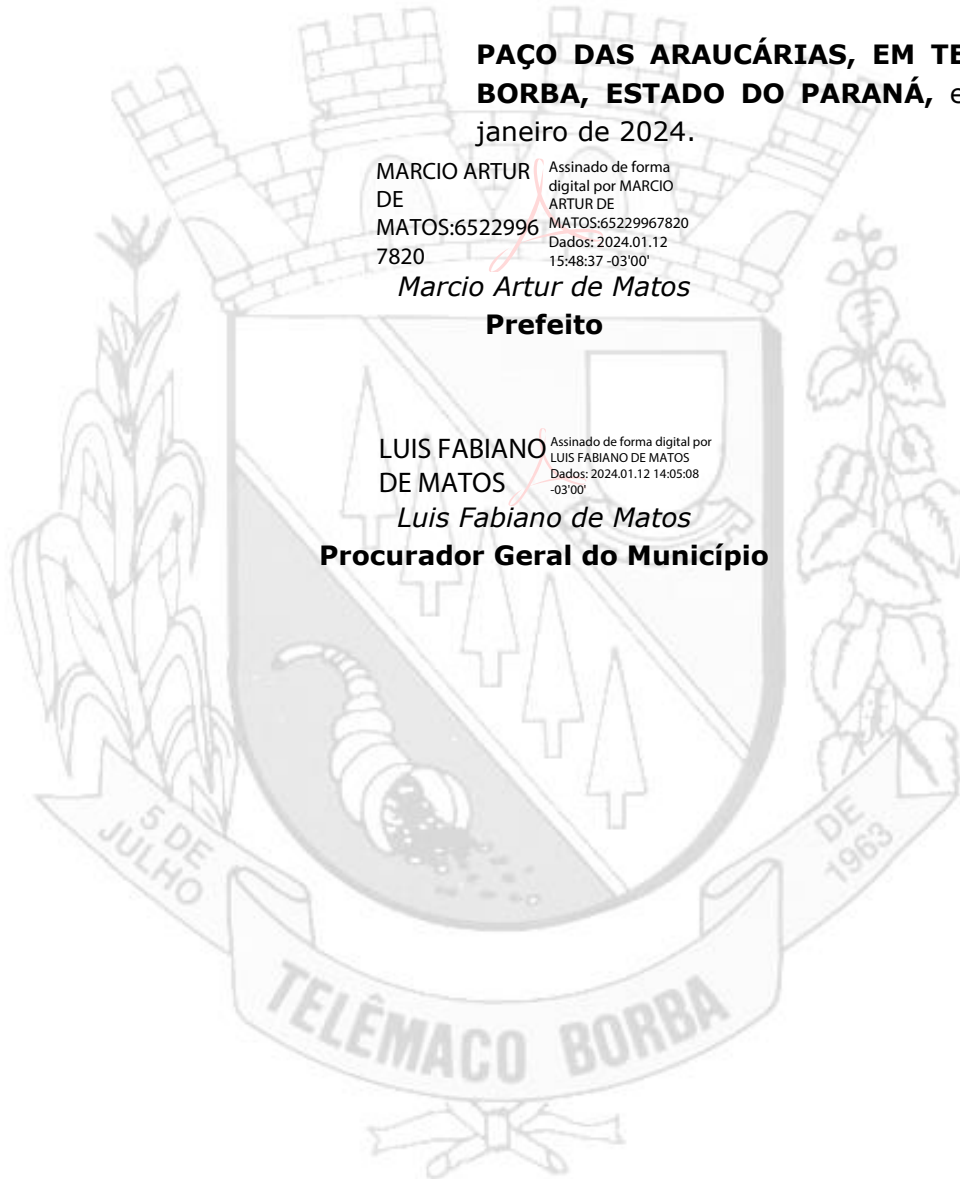 PAÇO DAS ARAUCÁRIAS, EM
BORBA, ESTADO DO PARANÁ,
janeiro de 2024.
MARCIO ARTUR
DE
MATOS:6522996
7820
Assinado de forma
digital por MARCIO
ARTUR DE
MATOS:65229967820
Dados: 2024.01.12
15:48:37 -03'00'
Marcio Artur de Matos
Prefeito
LUIS FABIANO
DE MATOS
Assinado de forma digital por
LUIS FABIANO DE MATOS
Dados: 2024.01.12 14:05:08
-03'00'
Luis Fabiano de Matos
Procurador Geral do Município
5 DE
JULHO
DE
1963
TELÊMACO BORBA